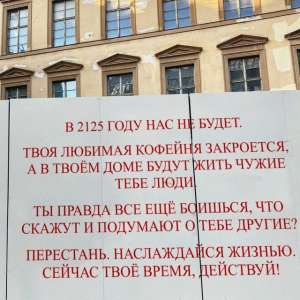 В 2125 ГОДУ НАС НЕ БУДЕТ.
ТВОЯ ЛЮБИМАЯ КОФЕЙНЯ ЗАКРОЕТСЯ,
А В ТВОЁМ ДОМЕ БУДУТ ЖИТЬ ЧУЖИЕ
ТЕБЕ ЛЮДИ.
ТЫ ПРАВДА ВСЕ ЕЩЁ БОИШЬСЯ, ЧТО
СКАЖУТ И ПОДУМАЮТ О ТЕБЕ ДРУГИЕ?
ПЕРЕСТАНЬ. НАСЛАЖДАЙСЯ ЖИЗНЬЮ.
СЕЙЧАС ТВОЁ ВРЕМЯ, ДЕЙСТВУЙ!